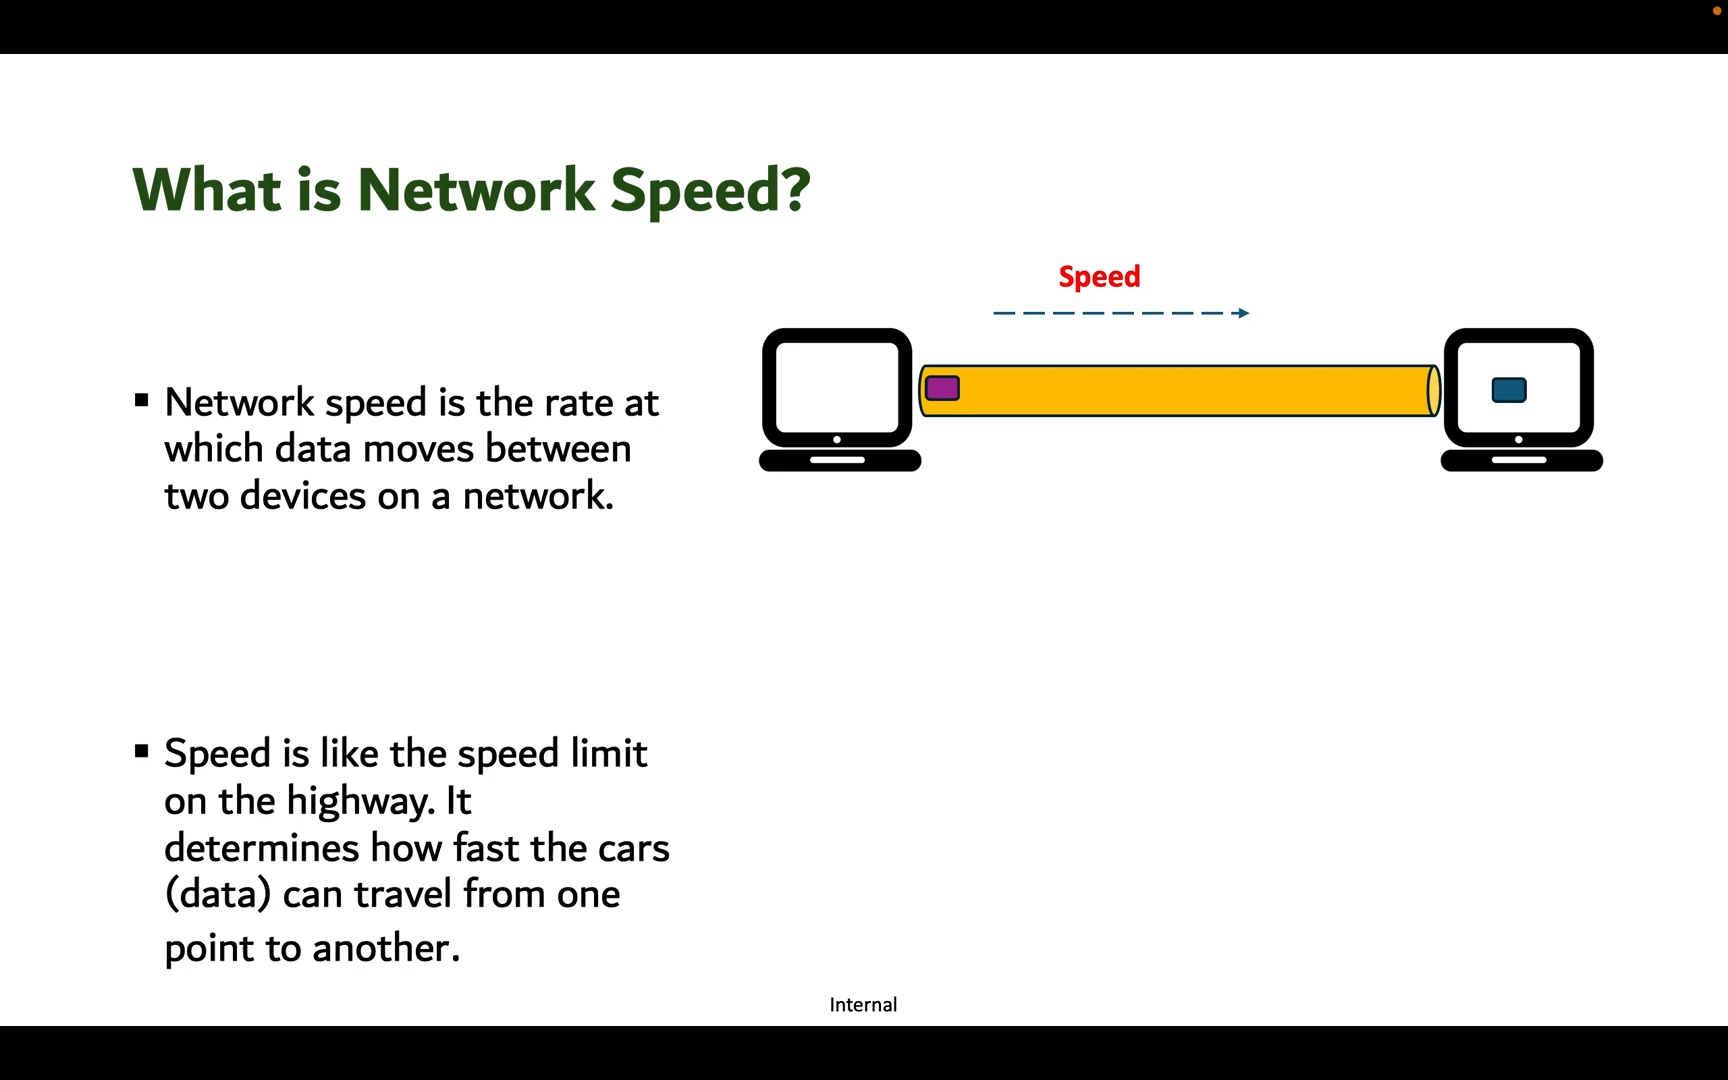 What is Network Speed?
Speed
▪ Network speed is the rate at
which data moves between
two devices on a network.
▪ Speed is like the speed limit
on the highway. It
determines how fast the cars
(data) can travel from one
point to another.
Internal